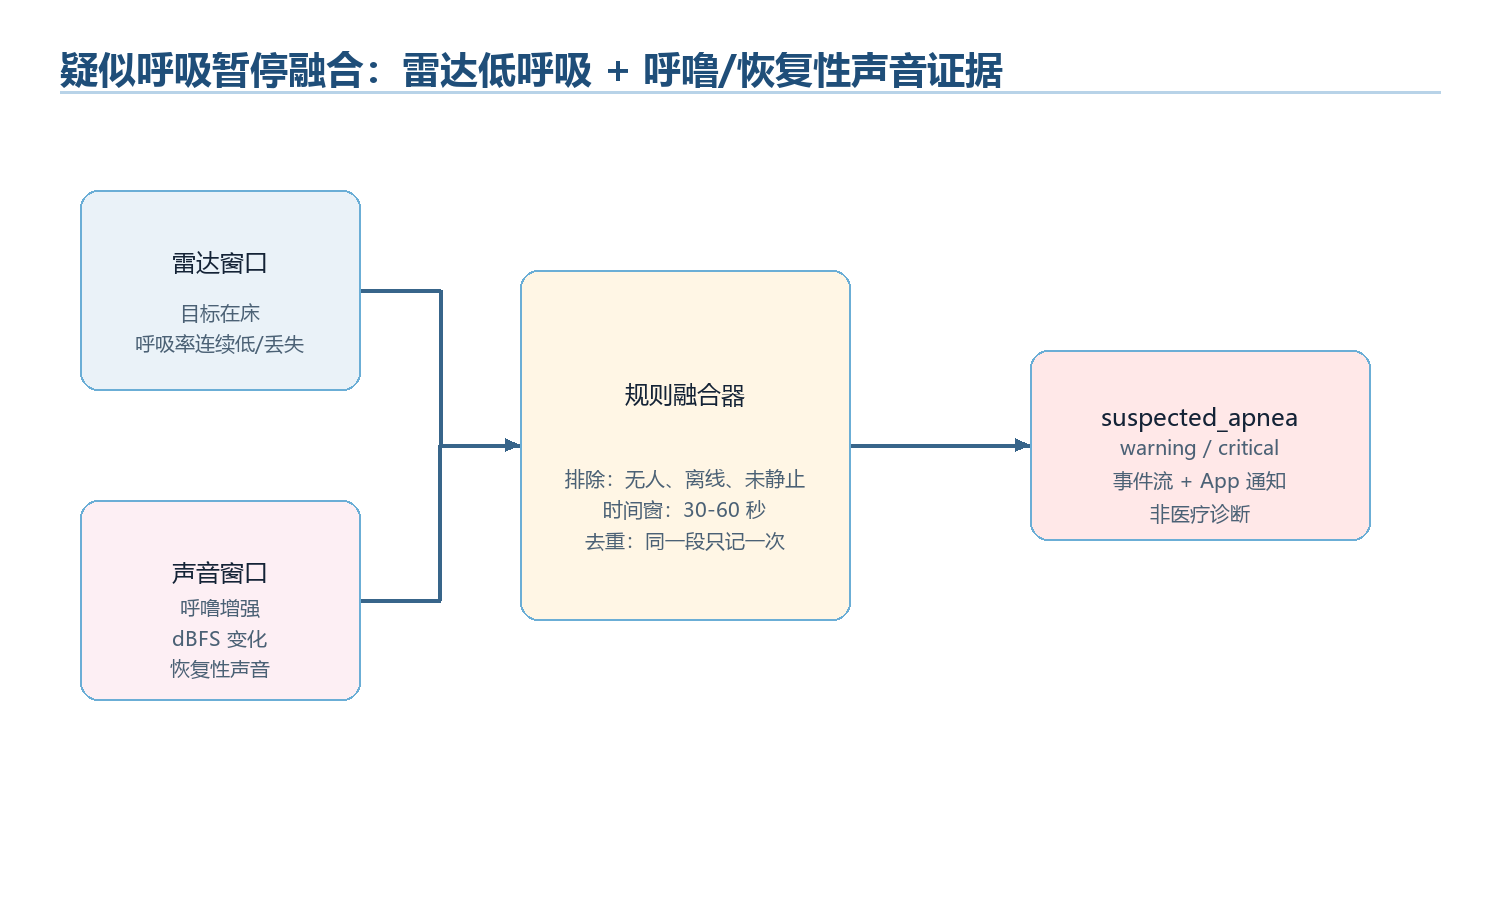 疑似呼吸暂停融合：雷达低呼吸 + 呼噜/恢复性声音证据
雷达窗口
目标在床
呼吸率连续低/丢失
声音窗口
呼噜增强
dBFS 变化
恢复性声音
规则融合器
排除：无人、离线、未静止
时间窗：30-60 秒
去重：同一段只记一次
suspected_apnea
warning / critical
事件流 + App 通知
非医疗诊断